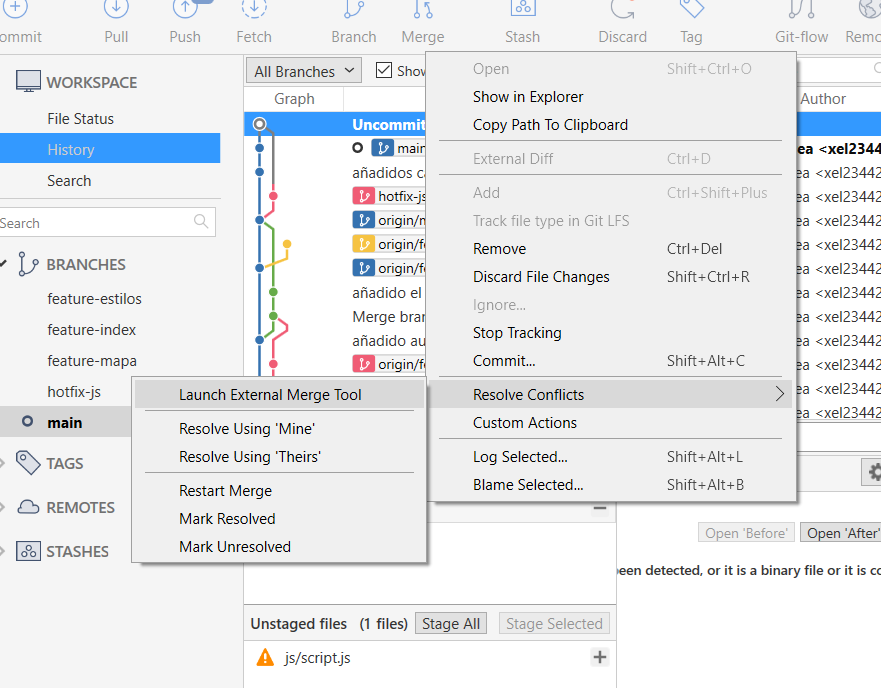 ommit Pull Push Fetch Branch Merge Stash Discard Tag Git-flow Remo
WORKSPACE
File Status
History
Search
Search
BRANCHES
feature-estilos
feature-index
feature-mapa
hotfix-js
main
TAGS
REMOTES
STASHES
All Branches Show
Graph Author
Uncommit
main ea <xel2344
añadidos ca ea <xel23442
hotfix-js ea <xel23442
origin/m ea <xel23442
origin/fe ea <xel23442
origin/fe ea <xel23442
añadido el ea <xel23442
Merge bran ea <xel23442
añadido au ea <xel23442
origin/fe ea <xel23442
ea <xel23442
ea <xel23442
Open Shift+Ctrl+O
Show in Explorer
Copy Path To Clipboard
External Diff Ctrl+D
Add Ctrl+Shift+Plus
Track file type in Git LFS
Remove Ctrl+Del
Discard File Changes Shift+Ctrl+R
Ignore...
Stop Tracking
Commit... Shift+Alt+C
Resolve Conflicts
Custom Actions
Log Selected... Shift+Alt+L
Blame Selected... Shift+Alt+B
Launch External Merge Tool
Resolve Using 'Mine'
Resolve Using 'Theirs'
Restart Merge
Mark Resolved
Mark Unresolved
Open 'Before' Open 'After'
een detected, or it is a binary file or it is co
Unstaged files (1 files) Stage All Stage Selected
js/script.js